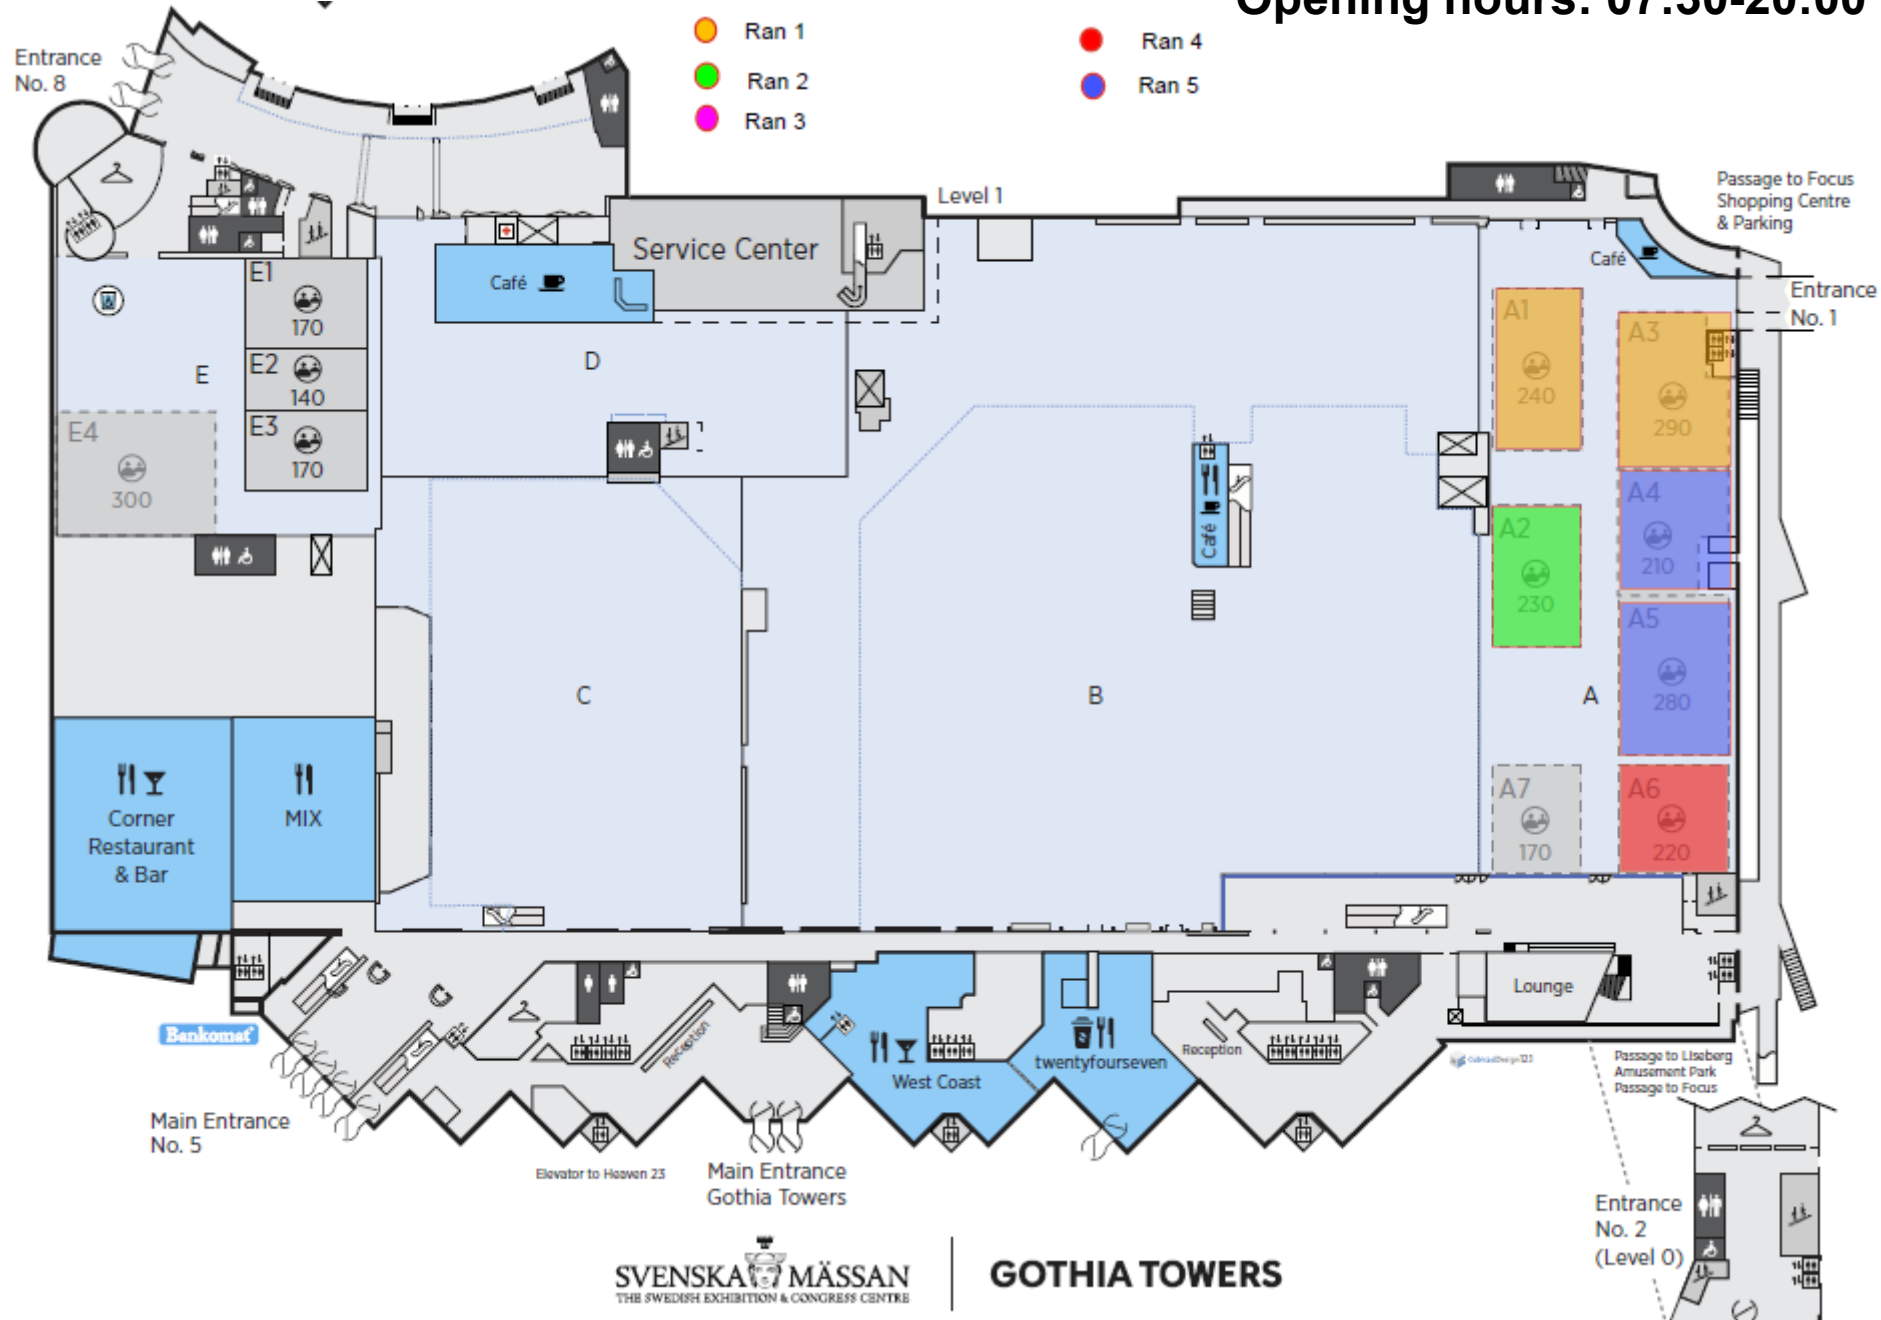 Opening hours: 07:30-20:00
Ran 1
Ran 2
Ran 3
Ran 4
Ran 5
Entrance
No. 8
Level 1
Passage to Focus
Shopping Centre
& Parking
Service Center
Café
Café
Entrance
No. 1
E1
170
E2
140
E3
170
E
E4
300
D
A1
240
A3
290
A4
210
A2
230
A5
280
Café
C
B
A
A7
170
A6
220
Corner
Restaurant
& Bar
MIX
Lounge
Bankomat
Reception
West Coast
twentyfourseven
Reception
Passage to Liseberg
Amusement Park
Passage to Focus
Main Entrance
No. 5
Elevator to Heaven 23
Main Entrance
Gothia Towers
Entrance
No. 2
(Level 0)
SVENSKA MÄSSAN
THE SWEDISH EXHIBITION & CONGRESS CENTRE
GOTHIA TOWERS